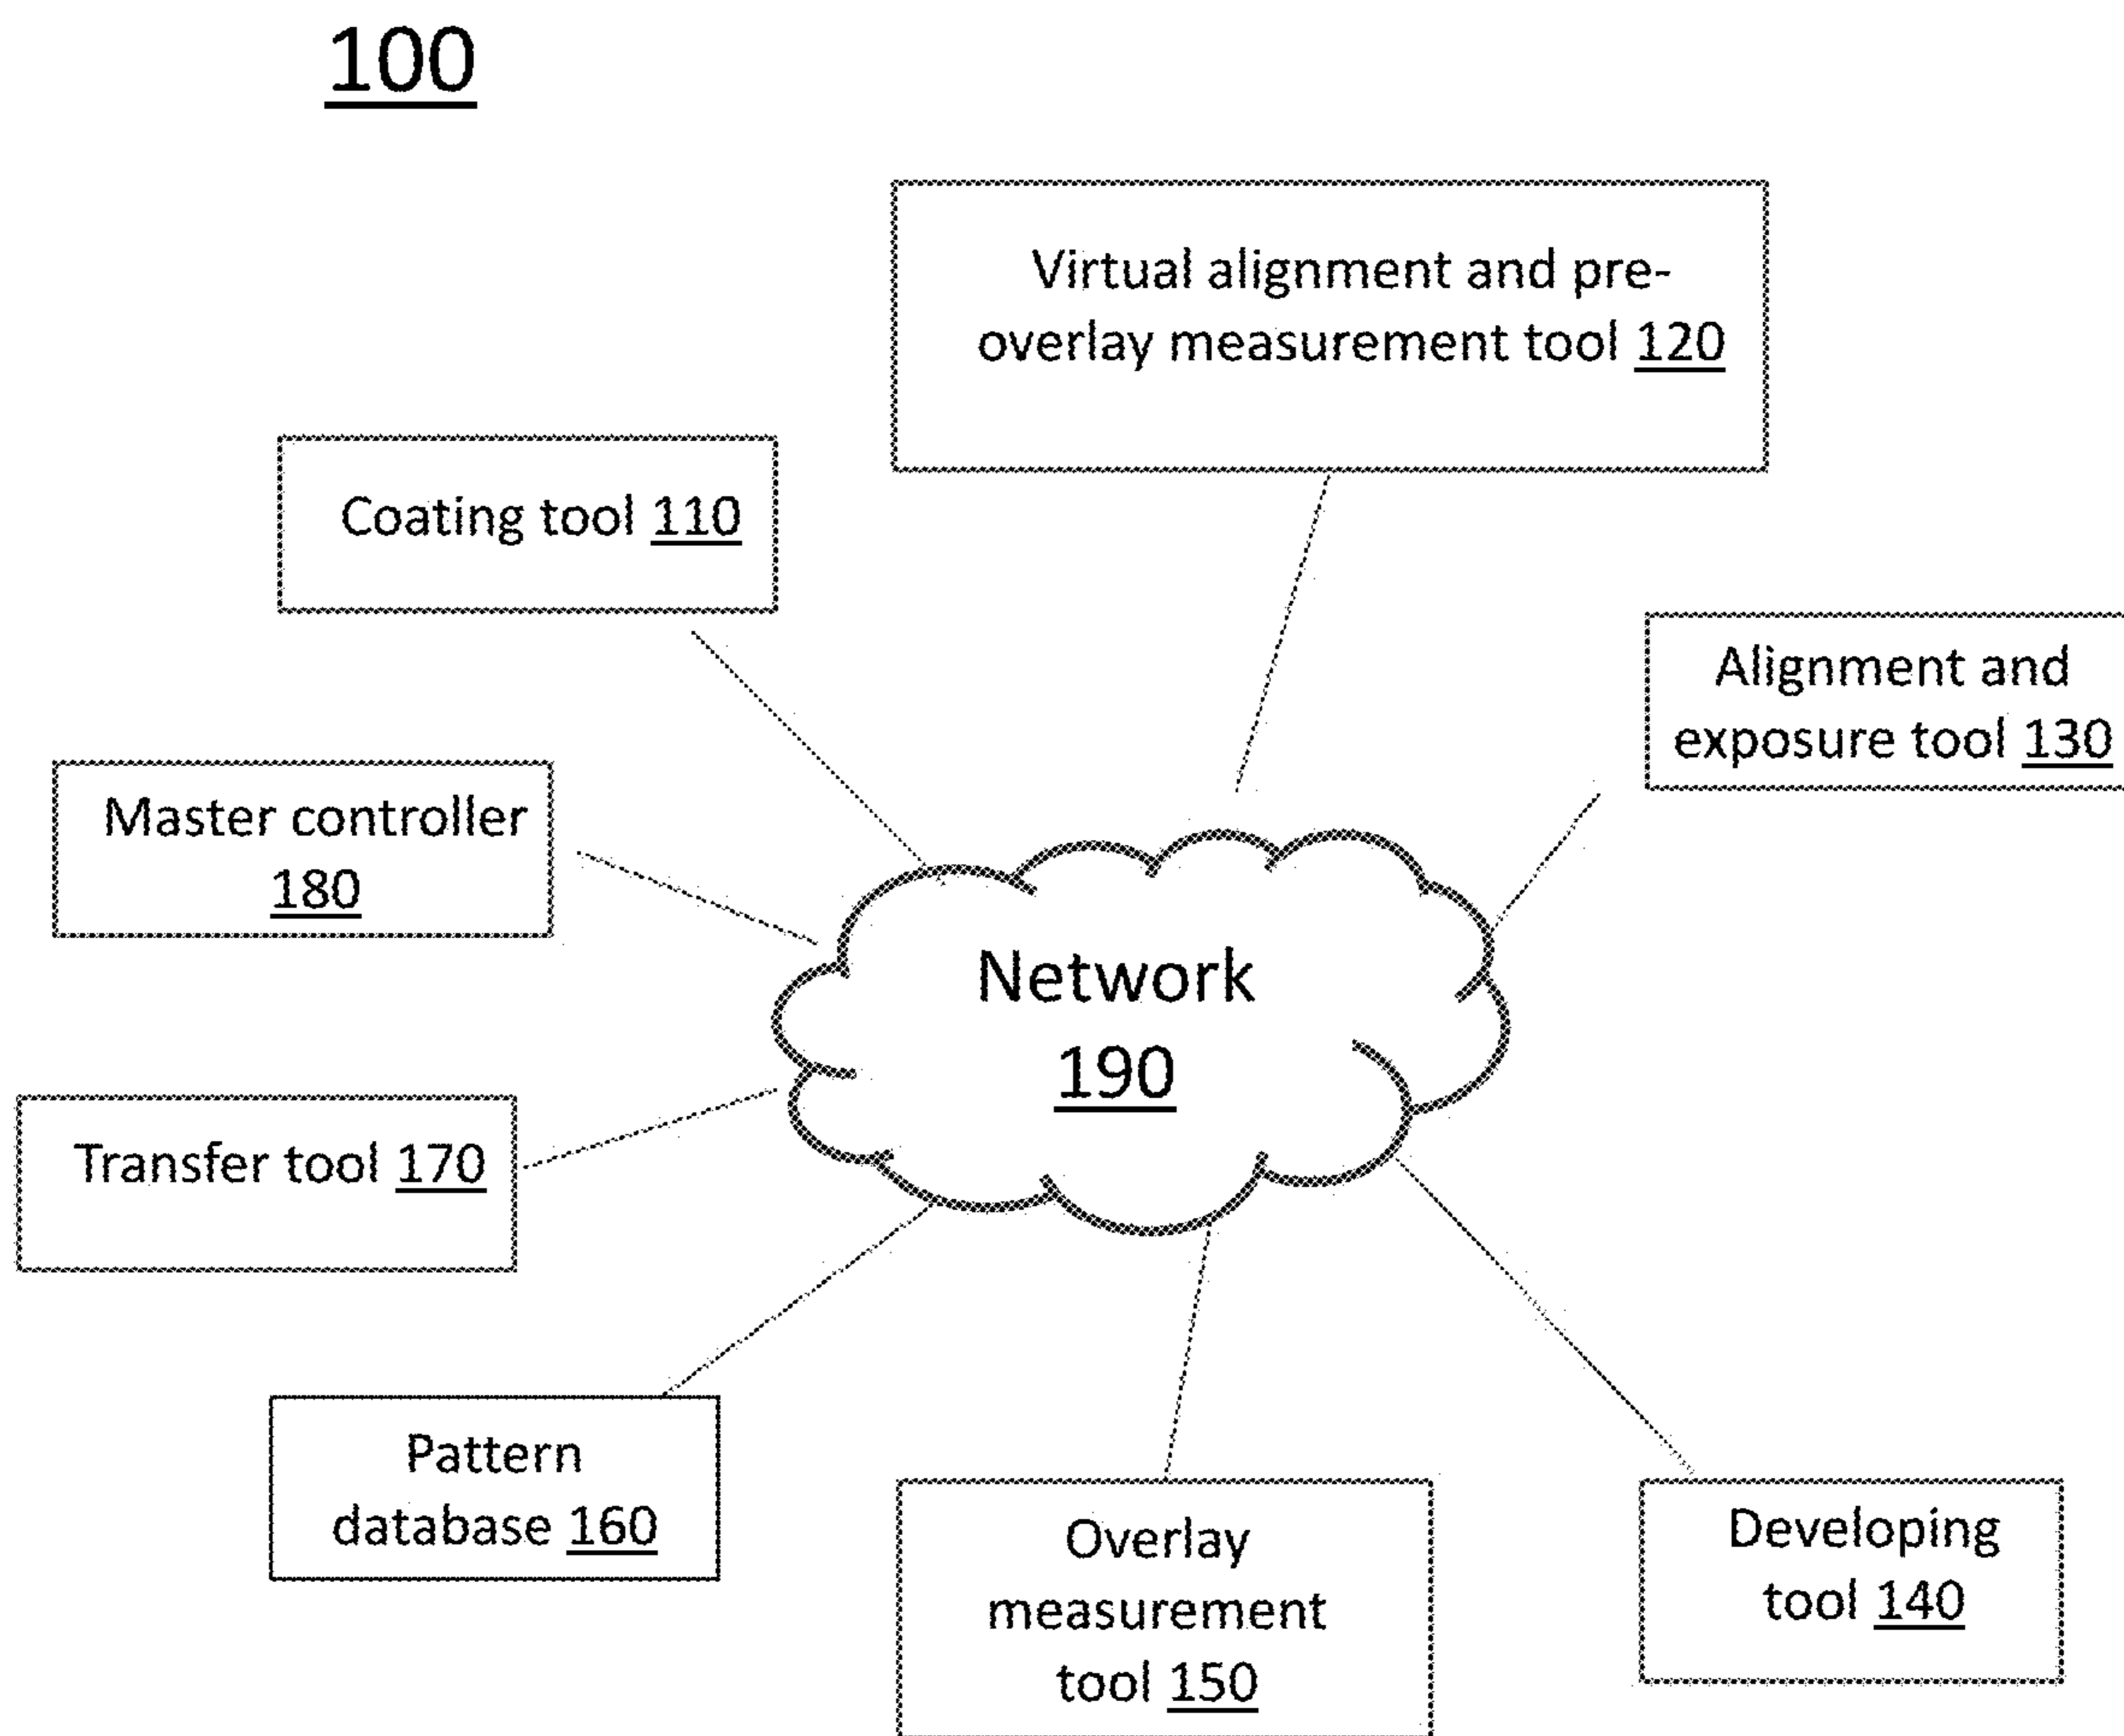 100
Virtual alignment and pre-
overlay measurement tool 120
Coating tool 110
Alignment and
exposure tool 130
Master controller
180
Network
190
Transfer tool 170
Pattern
database 160
Overlay
measurement
tool 150
Developing
tool 140